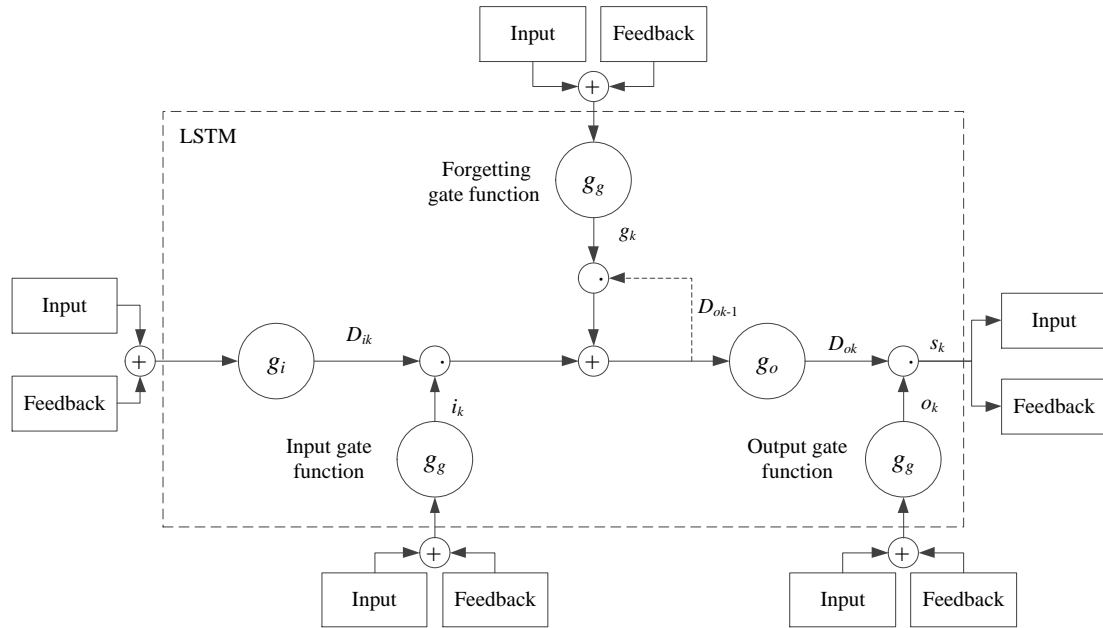 Input
Feedback
+
LSTM
Forgetting
gate function
g_g
g_k
Input
Feedback
+
g_i
D_ik
+
D_ok-1
g_o
D_ok
s_k
Input
Feedback
i_k
Input gate
function
g_g
o_k
Output gate
function
g_g
+
Input
Feedback
+
Input
Feedback